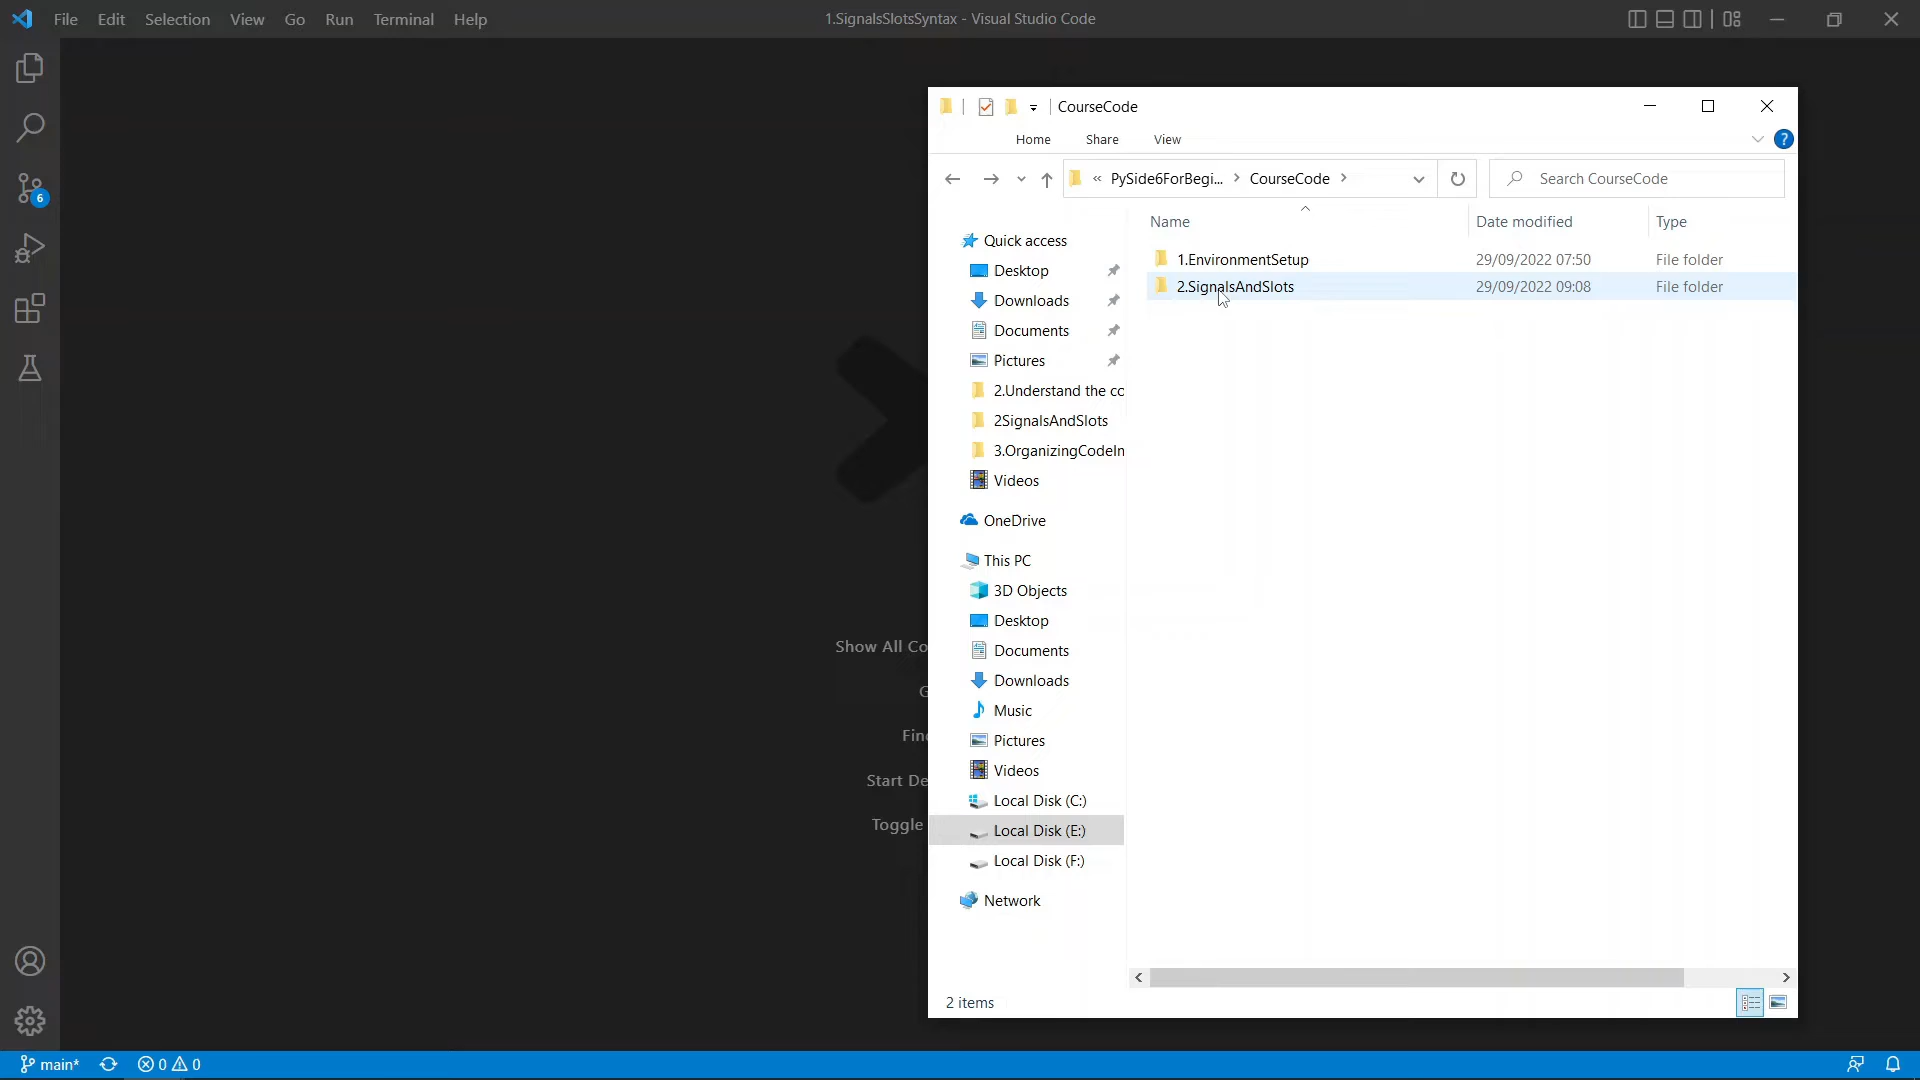 File Edit Selection View Go Run Terminal Help
1.SignalsSlotsSyntax - Visual Studio Code
6
CourseCode
Home Share View
?
« PySide6ForBegi... > CourseCode >
Search CourseCode
Name Date modified Type
1.EnvironmentSetup 29/09/2022 07:50 File folder
2.SignalsAndSlots 29/09/2022 09:08 File folder
Quick access
Desktop
Downloads
Documents
Pictures
2.Understand the co
2SignalsAndSlots
3.OrganizingCodeIn
Videos
OneDrive
This PC
3D Objects
Desktop
Documents
Downloads
Music
Pictures
Videos
Local Disk (C:)
Local Disk (E:)
Local Disk (F:)
Network
Show All Co
G
Fin
Start De
Toggle
2 items
main*
0 0